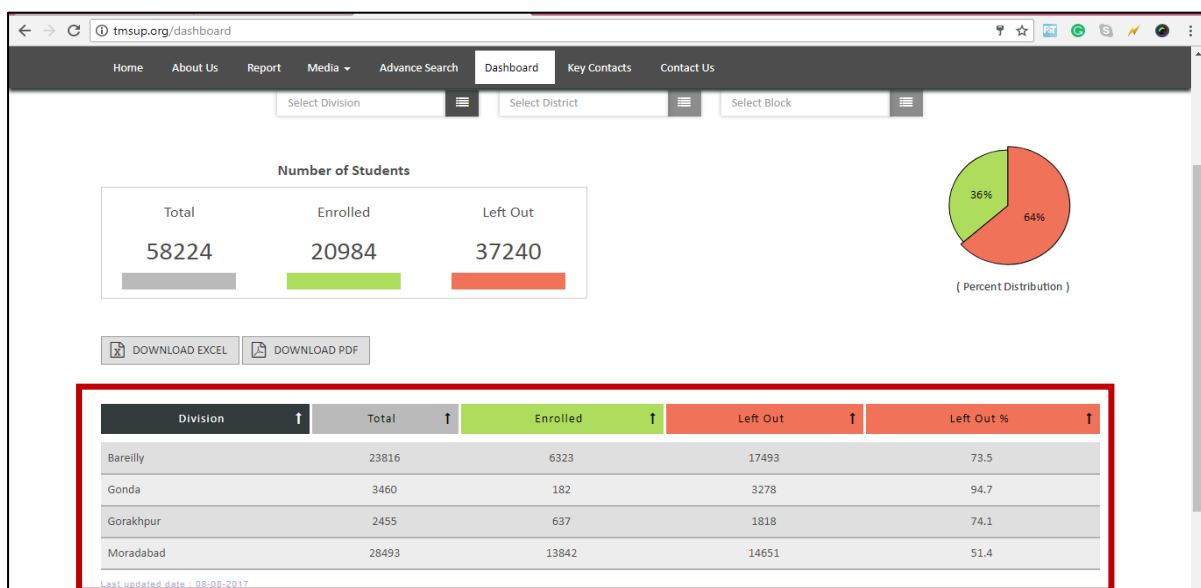 tmsup.org/dashboard
Home About Us Report Media Advance Search Dashboard Key Contacts Contact Us
Select Division Select District Select Block
Number of Students
Total Enrolled Left Out
58224 20984 37240
36%
64%
( Percent Distribution )
DOWNLOAD EXCEL DOWNLOAD PDF
Division Total Enrolled Left Out Left Out %
Bareilly 23816 6323 17493 73.5
Gonda 3460 182 3278 94.7
Gorakhpur 2455 637 1818 74.1
Moradabad 28493 13842 14651 51.4
Last updated date : 08-08-2017